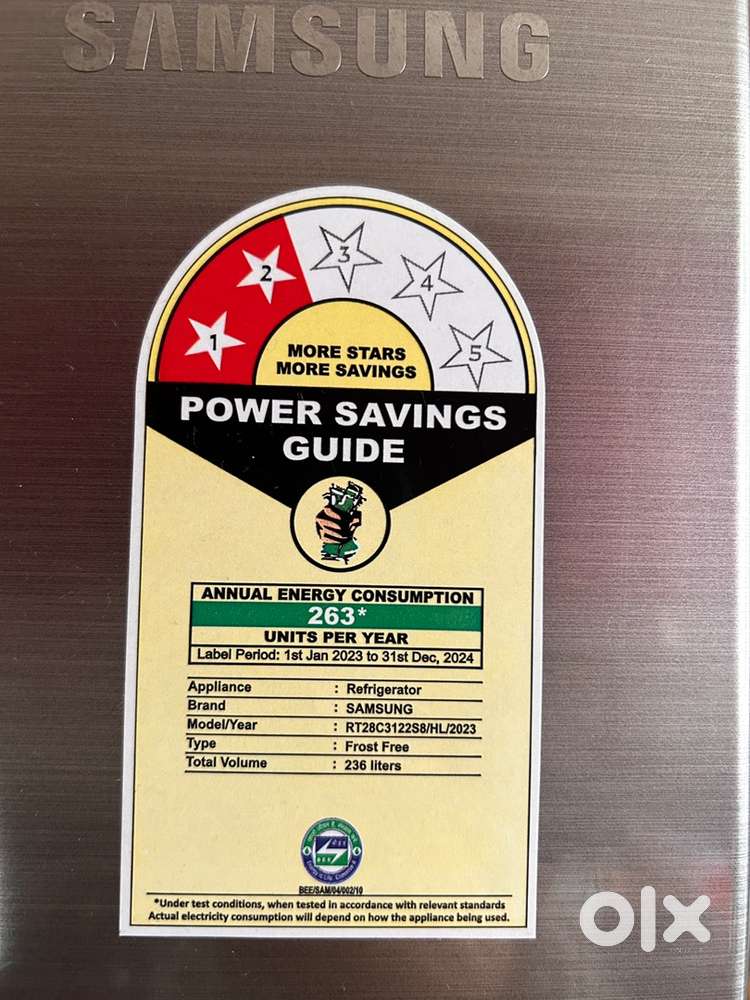 SAMSUNG
1
2
3
4
5
MORE STARS
MORE SAVINGS
POWER SAVINGS
GUIDE
ANNUAL ENERGY CONSUMPTION
263*
UNITS PER YEAR
Label Period: 1st Jan 2023 to 31st Dec, 2024
Appliance : Refrigerator
Brand : SAMSUNG
Model/Year : RT28C3122S8/HL/2023
Type : Frost Free
Total Volume : 236 liters
BEE/SAM/04/002/10
*Under test conditions, when tested in accordance with relevant standards
Actual electricity consumption will depend on how the appliance being used.
olx